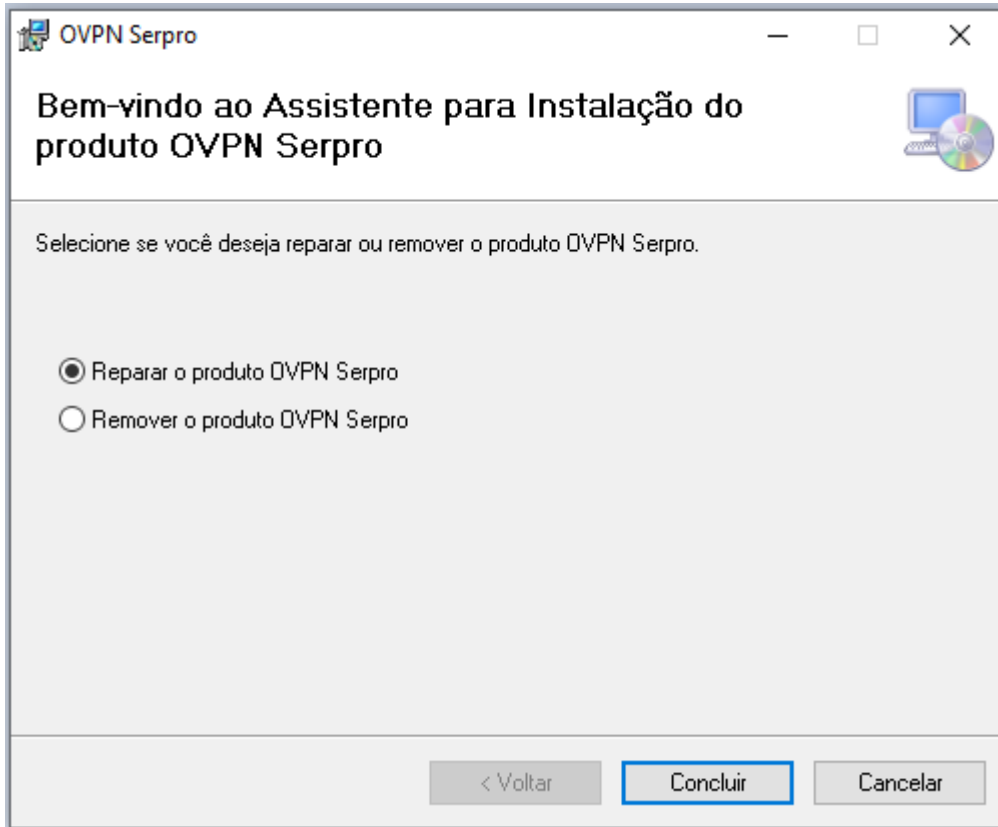 OVPN Serpro
Bem-vindo ao Assistente para Instalação do
produto OVPN Serpro
Selecione se você deseja reparar ou remover o produto OVPN Serpro.
Reparar o produto OVPN Serpro
Remover o produto OVPN Serpro
< Voltar
Concluir
Cancelar